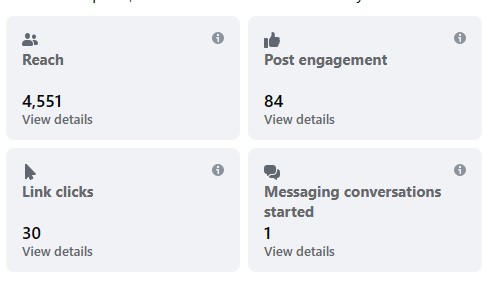 Reach
4,551
View details
Post engagement
84
View details
Link clicks
30
View details
Messaging conversations
started
1
View details